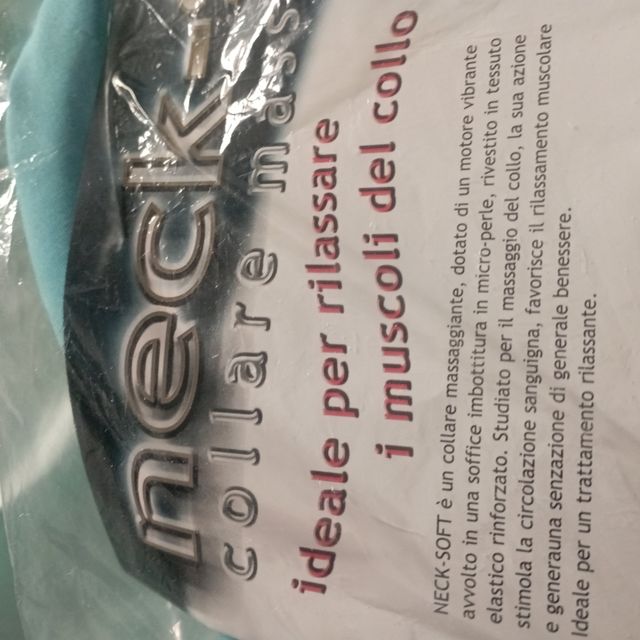 neck-
collare mass
ideale per rilassare
i muscoli del collo
NECK-SOFT è un collare massaggiante, dotato di un motore vibrante
avvolto in una soffice imbottitura in micro-perle, rivestito in tessuto
elastico rinforzato. Studiato per il massaggio del collo, la sua azione
stimola la circolazione sanguigna, favorisce il rilassamento muscolare
e generauna senzazione di generale benessere.
Ideale per un trattamento rilassante.